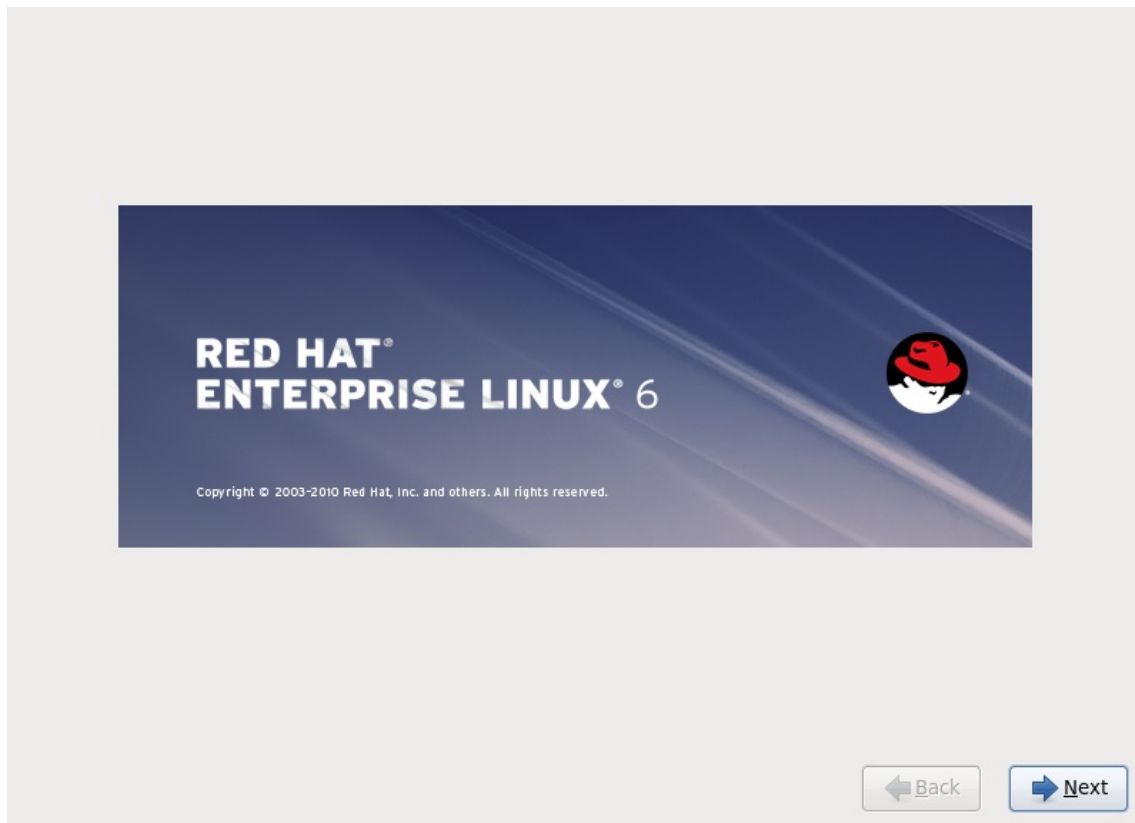 RED HAT®
ENTERPRISE LINUX® 6
Copyright © 2003-2010 Red Hat, Inc. and others. All rights reserved.
Back
Next